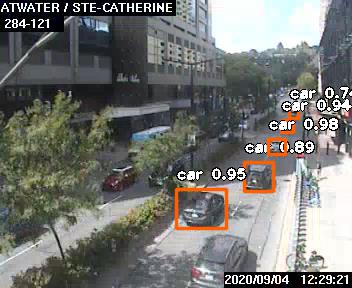 ATWATER / STE-CATHERINE
284-121
car 0.74
car 0.94
car 0.98
car 0.89
car 0.95
2020/09/04 12:29:21